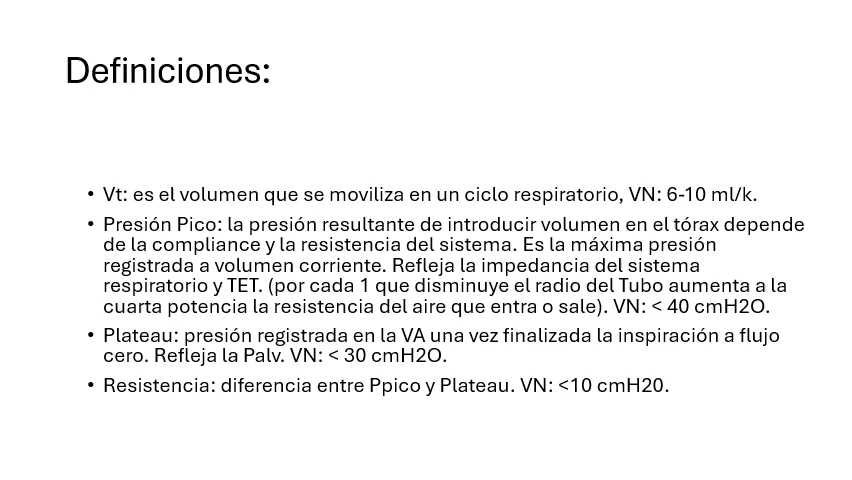 Definiciones:
• Vt: es el volumen que se moviliza en un ciclo respiratorio, VN: 6-10 ml/k.
• Presión Pico: la presión resultante de introducir volumen en el tórax depende
de la compliance y la resistencia del sistema. Es la máxima presión
registrada a volumen corriente. Refleja la impedancia del sistema
respiratorio y TET. (por cada 1 que disminuye el radio del Tubo aumenta a la
cuarta potencia la resistencia del aire que entra o sale). VN: < 40 cmH2O.
• Plateau: presión registrada en la VA una vez finalizada la inspiración a flujo
cero. Refleja la Palv. VN: < 30 cmH2O.
• Resistencia: diferencia entre Ppico y Plateau. VN: <10 cmH20.